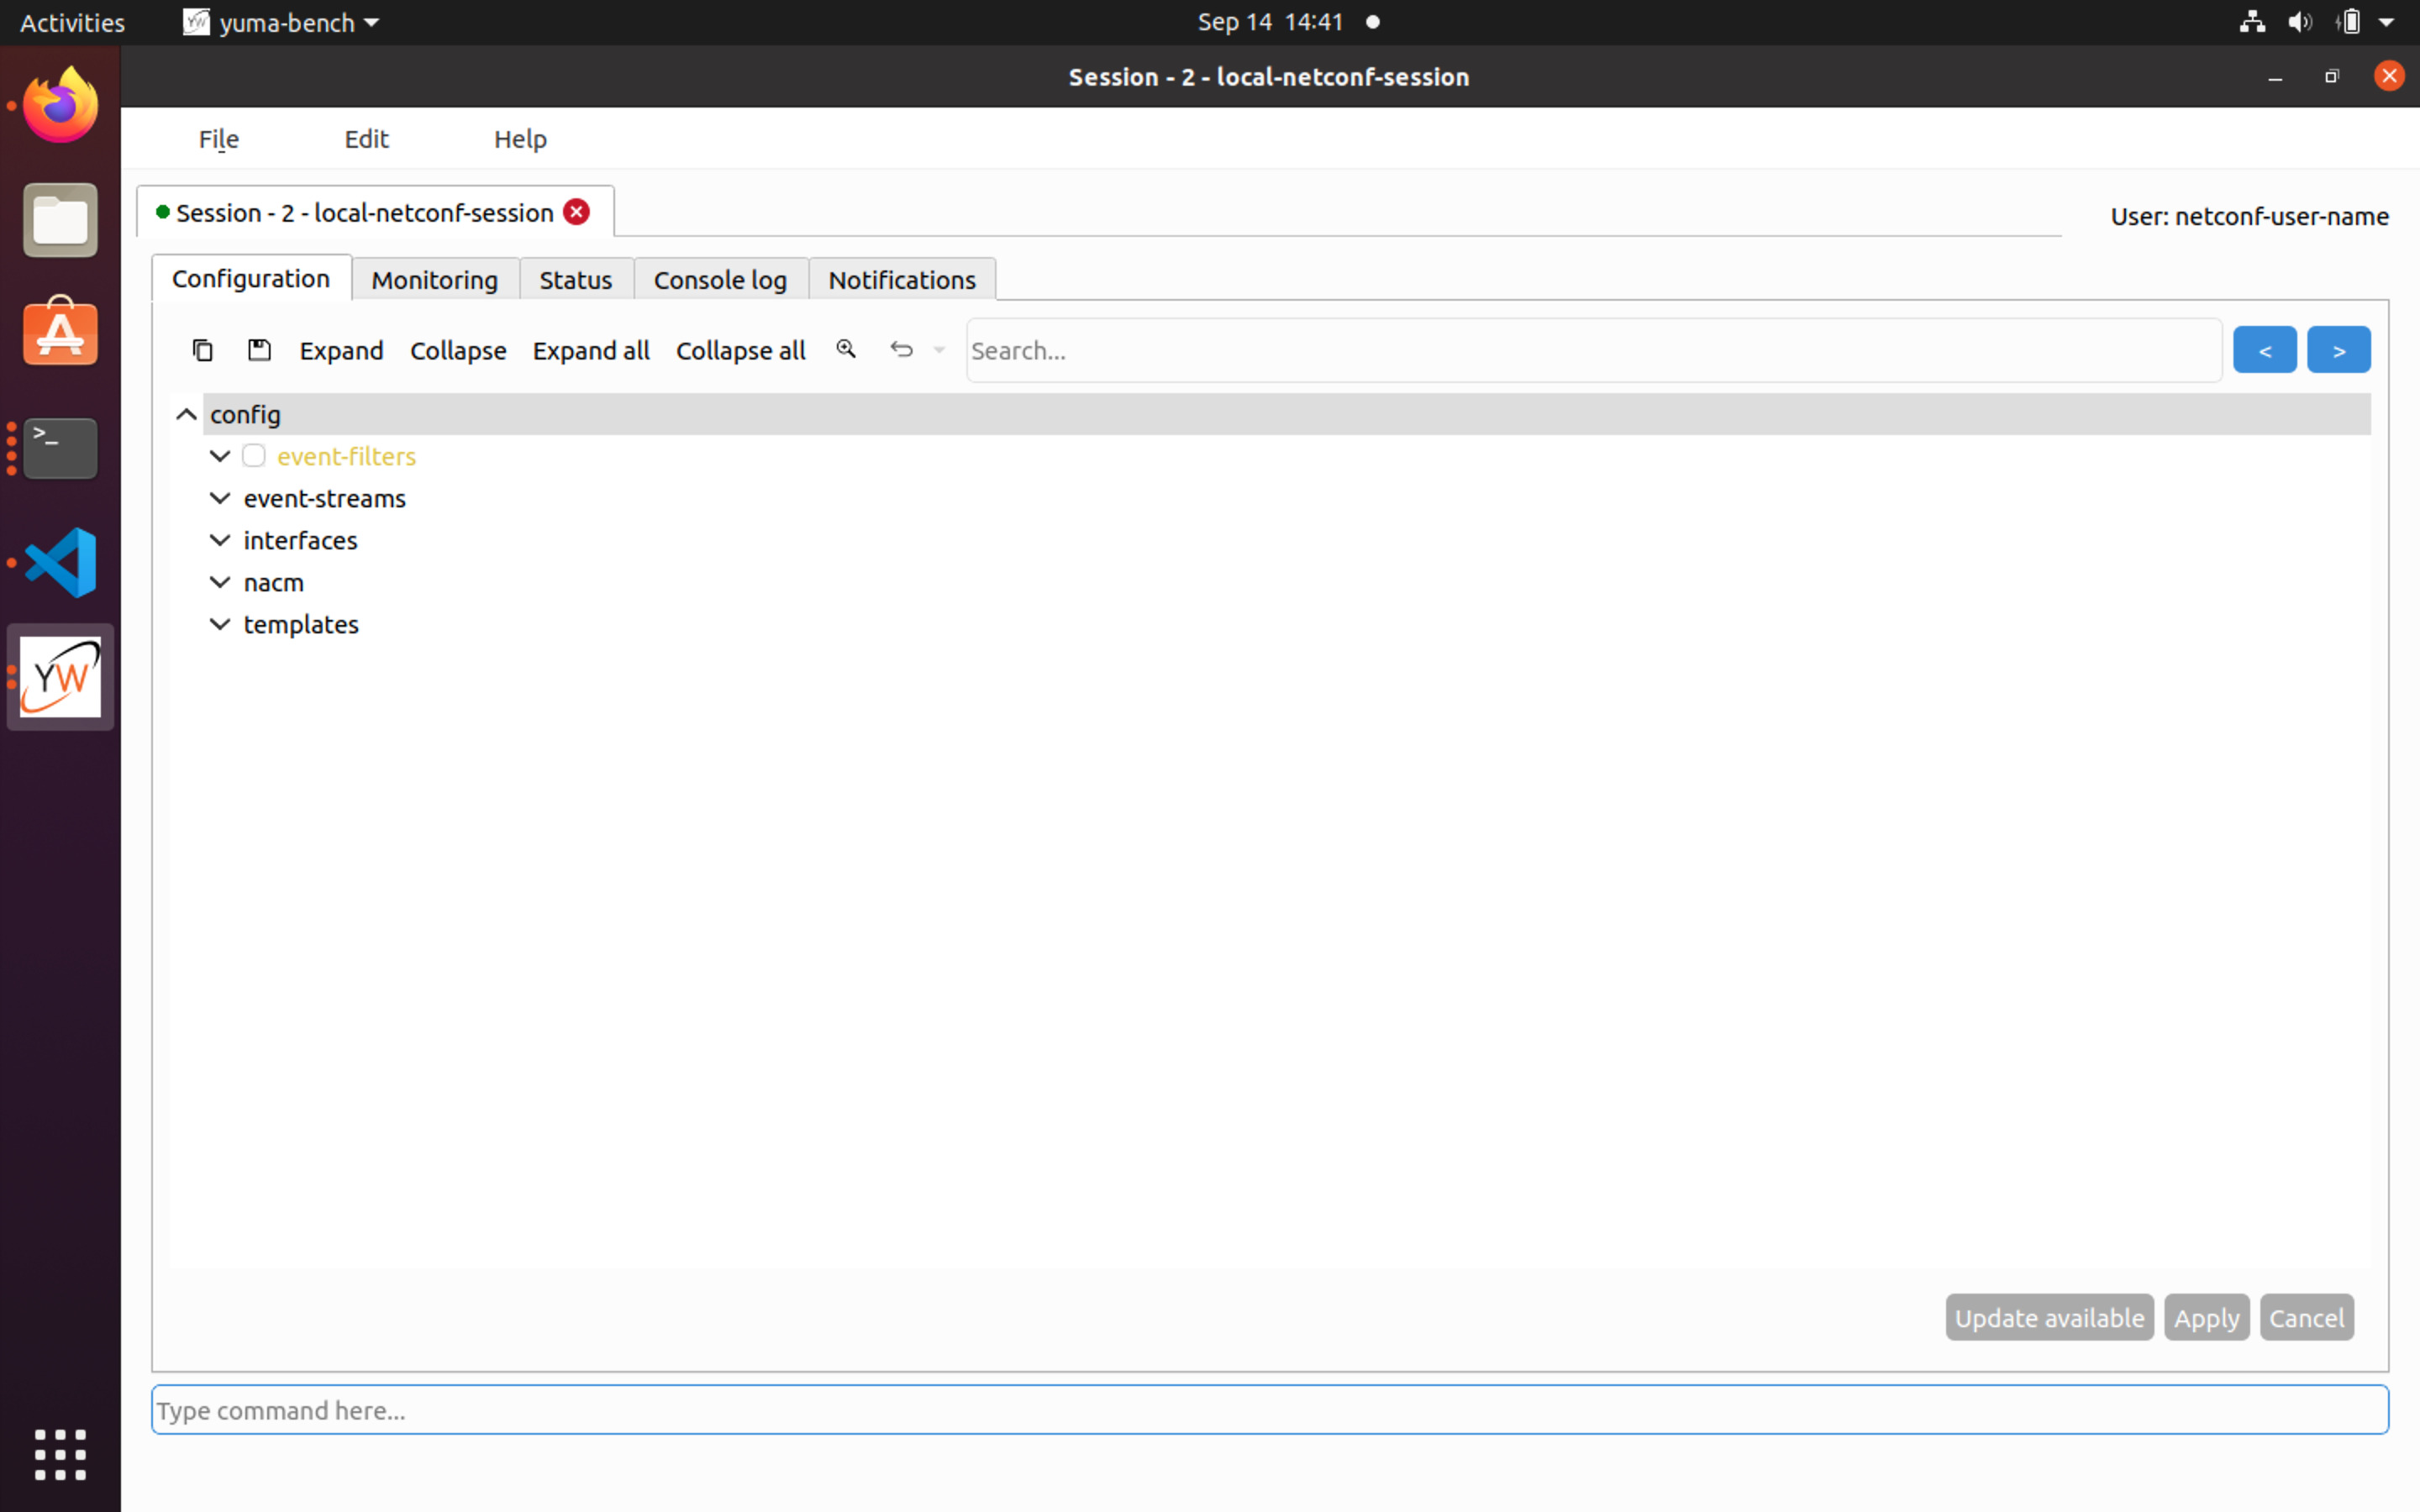 Activities yuma-bench Sep 14 14:41
Session - 2 - local-netconf-session
File Edit Help
Session - 2 - local-netconf-session User: netconf-user-name
Configuration Monitoring Status Console log Notifications
Expand Collapse Expand all Collapse all Search... < >
config
event-filters
event-streams
interfaces
nacm
templates
>_
YW
Update available Apply Cancel
Type command here...